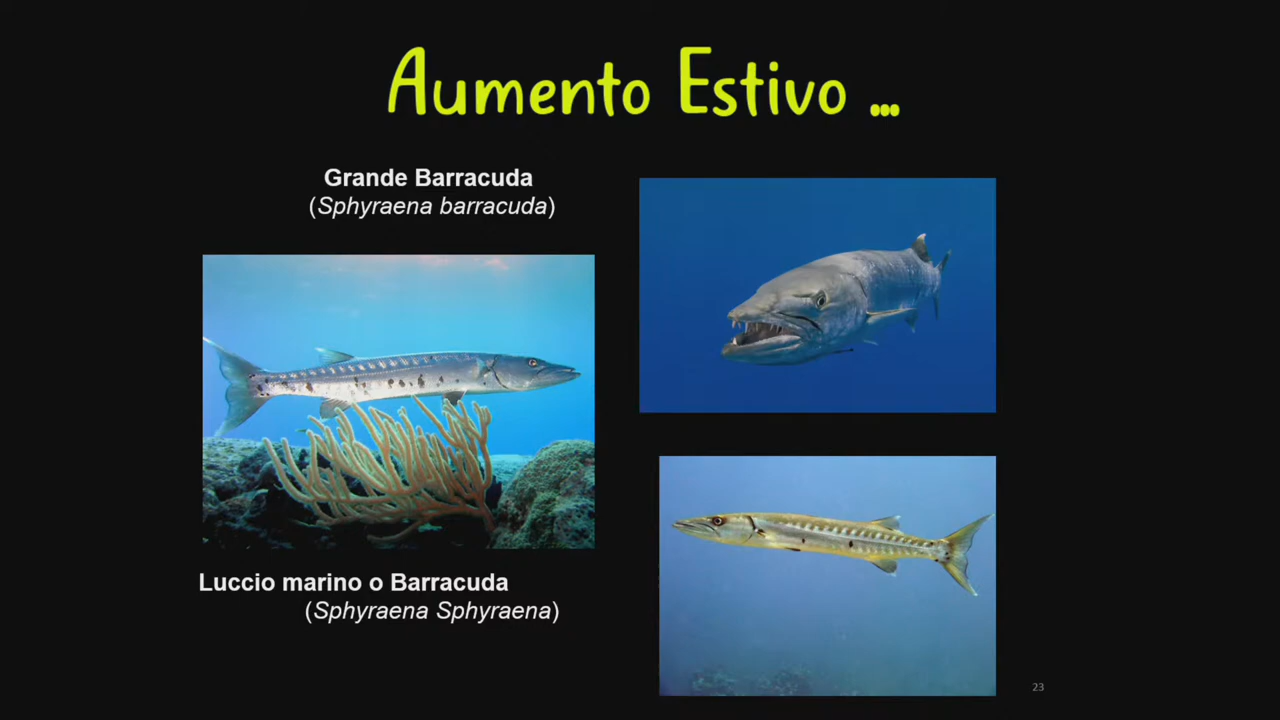 Aumento Estivo ...
Grande Barracuda
(Sphyraena barracuda)
Luccio marino o Barracuda
(Sphyraena Sphyraena)
23